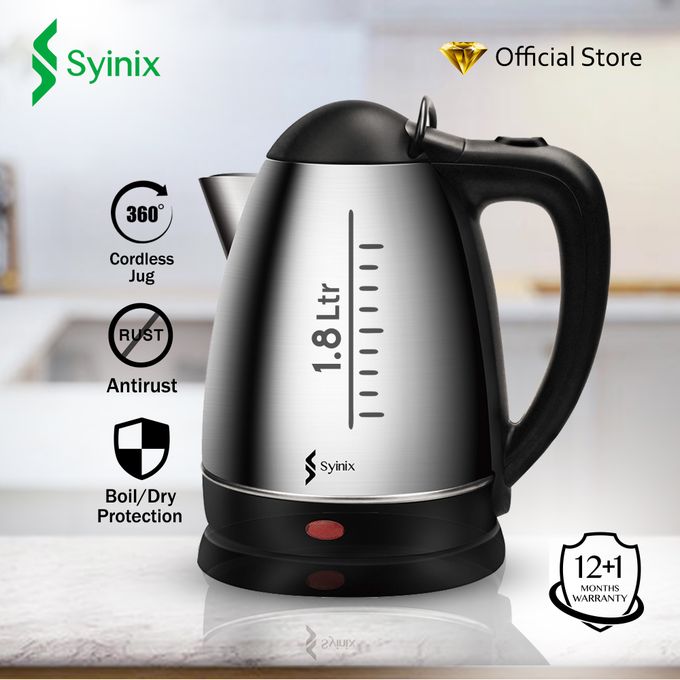 Syinix
Official Store
360°
Cordless
Jug
RUST
Antirust
Boil/Dry
Protection
1.8 Ltr
Syinix
12+1
MONTHS
WARRANTY
Syinix